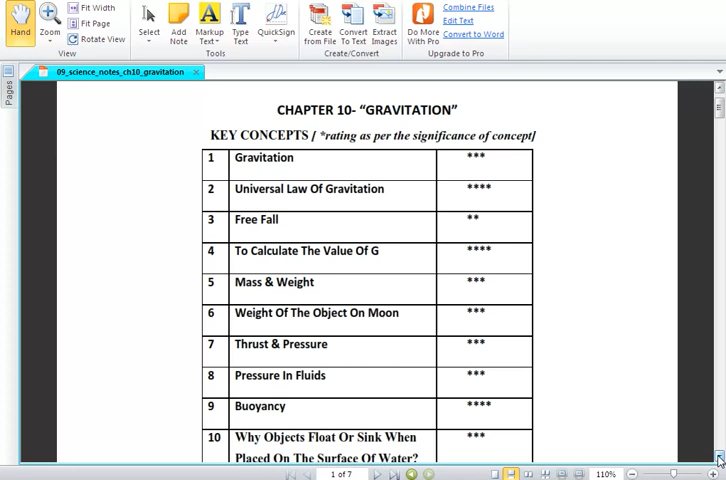 Fit Width
Fit Page
Rotate View
Hand
Zoom
View
Select
Add Note
Markup Text
Type Text
QuickSign
Tools
Create from File
Convert To Text
Extract Images
Create/Convert
Do More With Pro
Combine Files
Edit Text
Convert to Word
Upgrade to Pro
09_science_notes_ch10_gravitation
Pages
CHAPTER 10- “GRAVITATION”
KEY CONCEPTS [ *rating as per the significance of concept]
1 Gravitation ***
2 Universal Law Of Gravitation ****
3 Free Fall **
4 To Calculate The Value Of G ****
5 Mass & Weight ***
6 Weight Of The Object On Moon ***
7 Thrust & Pressure ***
8 Pressure In Fluids ***
9 Buoyancy ****
10 Why Objects Float Or Sink When ***
Placed On The Surface Of Water?
1 of 7
110%